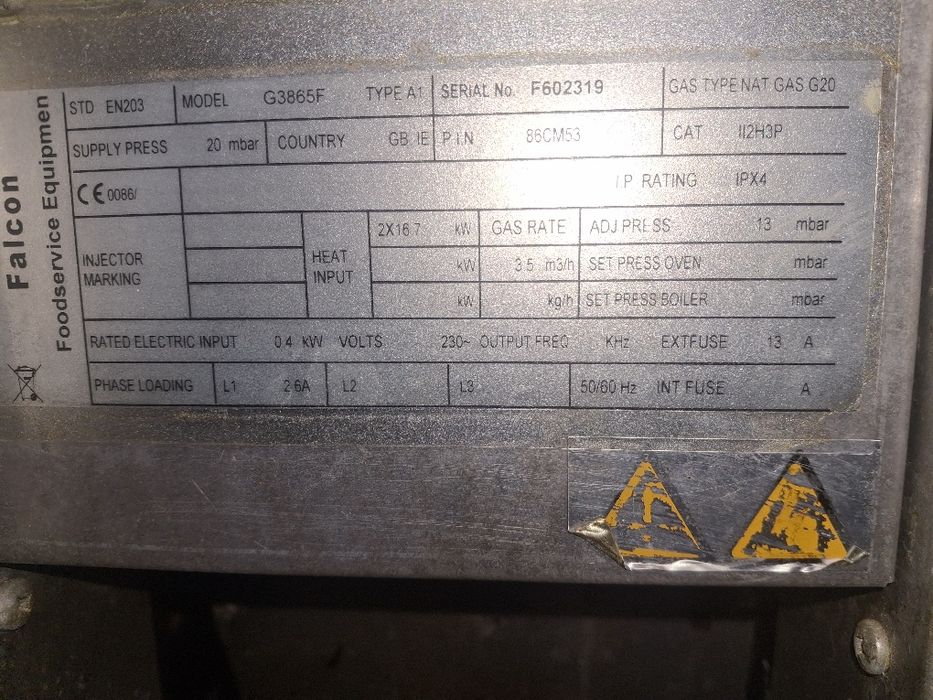 Falcon
Foodservice Equipmen
STD EN203 MODEL G3865F TYPE A1 SERIAL No. F602319 GAS TYPE NAT GAS G20
SUPPLY PRESS 20 mbar COUNTRY GB IE P.I.N 86CM53 CAT II2H3P
CE 0086/ I.P RATING IPX4
INJECTOR MARKING HEAT INPUT 2X16.7 kW GAS RATE ADJ PRESS 13 mbar
kW 3.5 m3/h SET PRESS OVEN mbar
kW kg/h SET PRESS BOILER mbar
RATED ELECTRIC INPUT 0.4 kW VOLTS 230~ OUTPUT FREQ KHz EXTFUSE 13 A
PHASE LOADING L1 2.6A L2 L3 50/60 Hz INT FUSE A